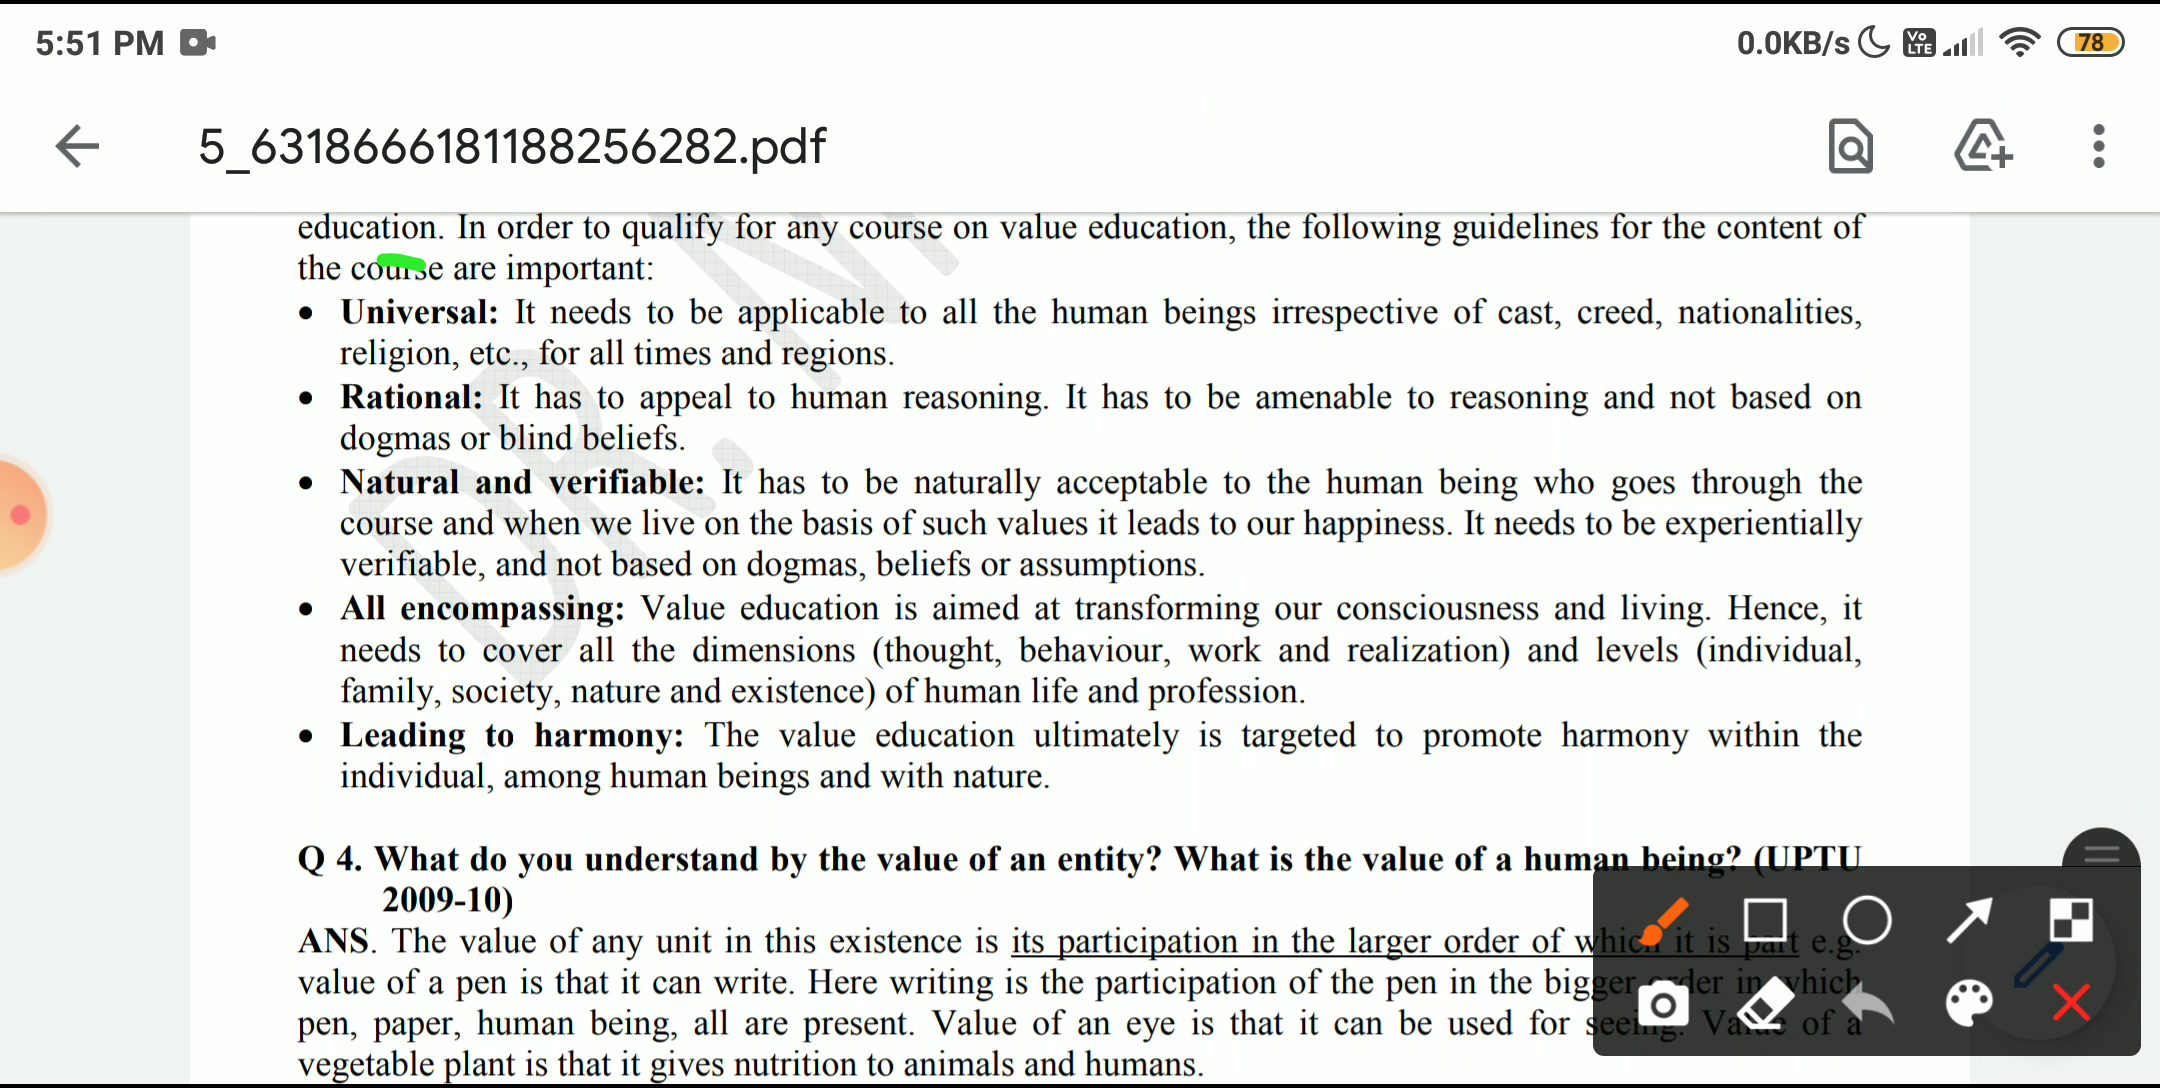 5:51 PM
0.0KB/s Vo LTE 78
5_6318666181188256282.pdf
education. In order to qualify for any course on value education, the following guidelines for the content of
the course are important:
• Universal: It needs to be applicable to all the human beings irrespective of cast, creed, nationalities,
religion, etc., for all times and regions.
• Rational: It has to appeal to human reasoning. It has to be amenable to reasoning and not based on
dogmas or blind beliefs.
• Natural and verifiable: It has to be naturally acceptable to the human being who goes through the
course and when we live on the basis of such values it leads to our happiness. It needs to be experientially
verifiable, and not based on dogmas, beliefs or assumptions.
• All encompassing: Value education is aimed at transforming our consciousness and living. Hence, it
needs to cover all the dimensions (thought, behaviour, work and realization) and levels (individual,
family, society, nature and existence) of human life and profession.
• Leading to harmony: The value education ultimately is targeted to promote harmony within the
individual, among human beings and with nature.
Q 4. What do you understand by the value of an entity? What is the value of a human being? (UPTU
2009-10)
ANS. The value of any unit in this existence is its participation in the larger order of which it is part e.g.
value of a pen is that it can write. Here writing is the participation of the pen in the bigger order in which
pen, paper, human being, all are present. Value of an eye is that it can be used for seeing. Value of a
vegetable plant is that it gives nutrition to animals and humans.
DR.